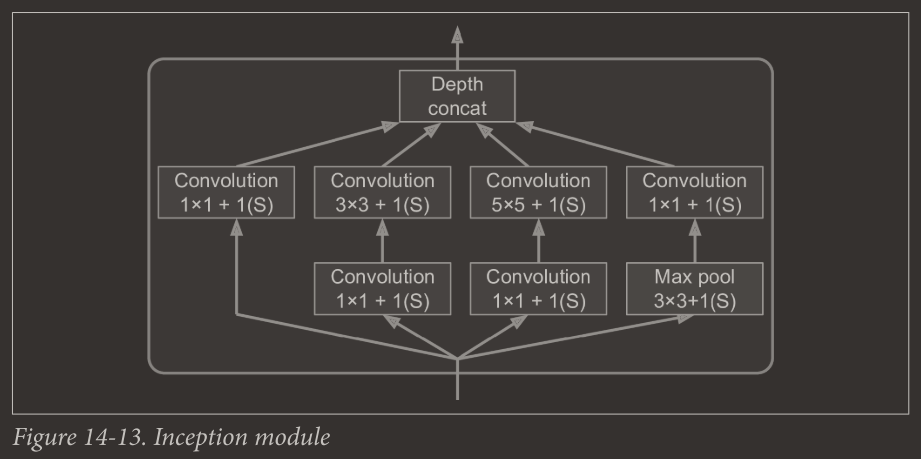 Depth
concat
Convolution
1×1 + 1(S)
Convolution
3×3 + 1(S)
Convolution
5×5 + 1(S)
Convolution
1×1 + 1(S)
Convolution
1×1 + 1(S)
Convolution
1×1 + 1(S)
Max pool
3×3+1(S)
Figure 14-13. Inception module